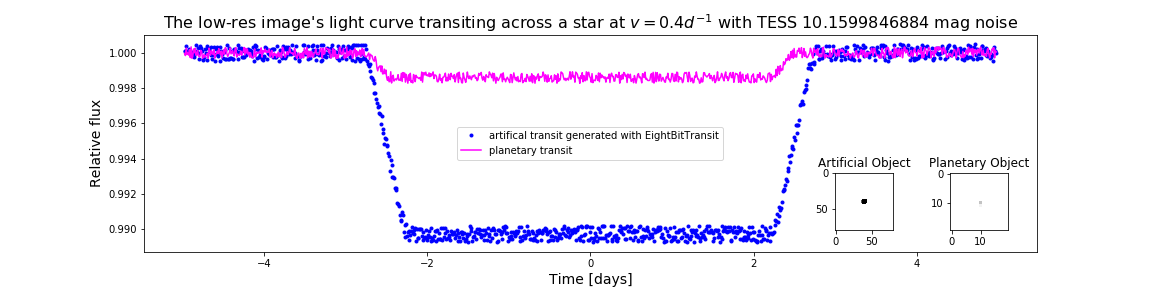 The low-res image's light curve transiting across a star at v = 0.4d⁻¹ with TESS 10.1599846884 mag noise
Relative flux
1.000
0.998
0.996
0.994
0.992
0.990
artifical transit generated with EightBitTransit
planetary transit
Artificial Object
0
50
0 50
Planetary Object
0
10
0 10
−4 −2 0 2 4
Time [days]